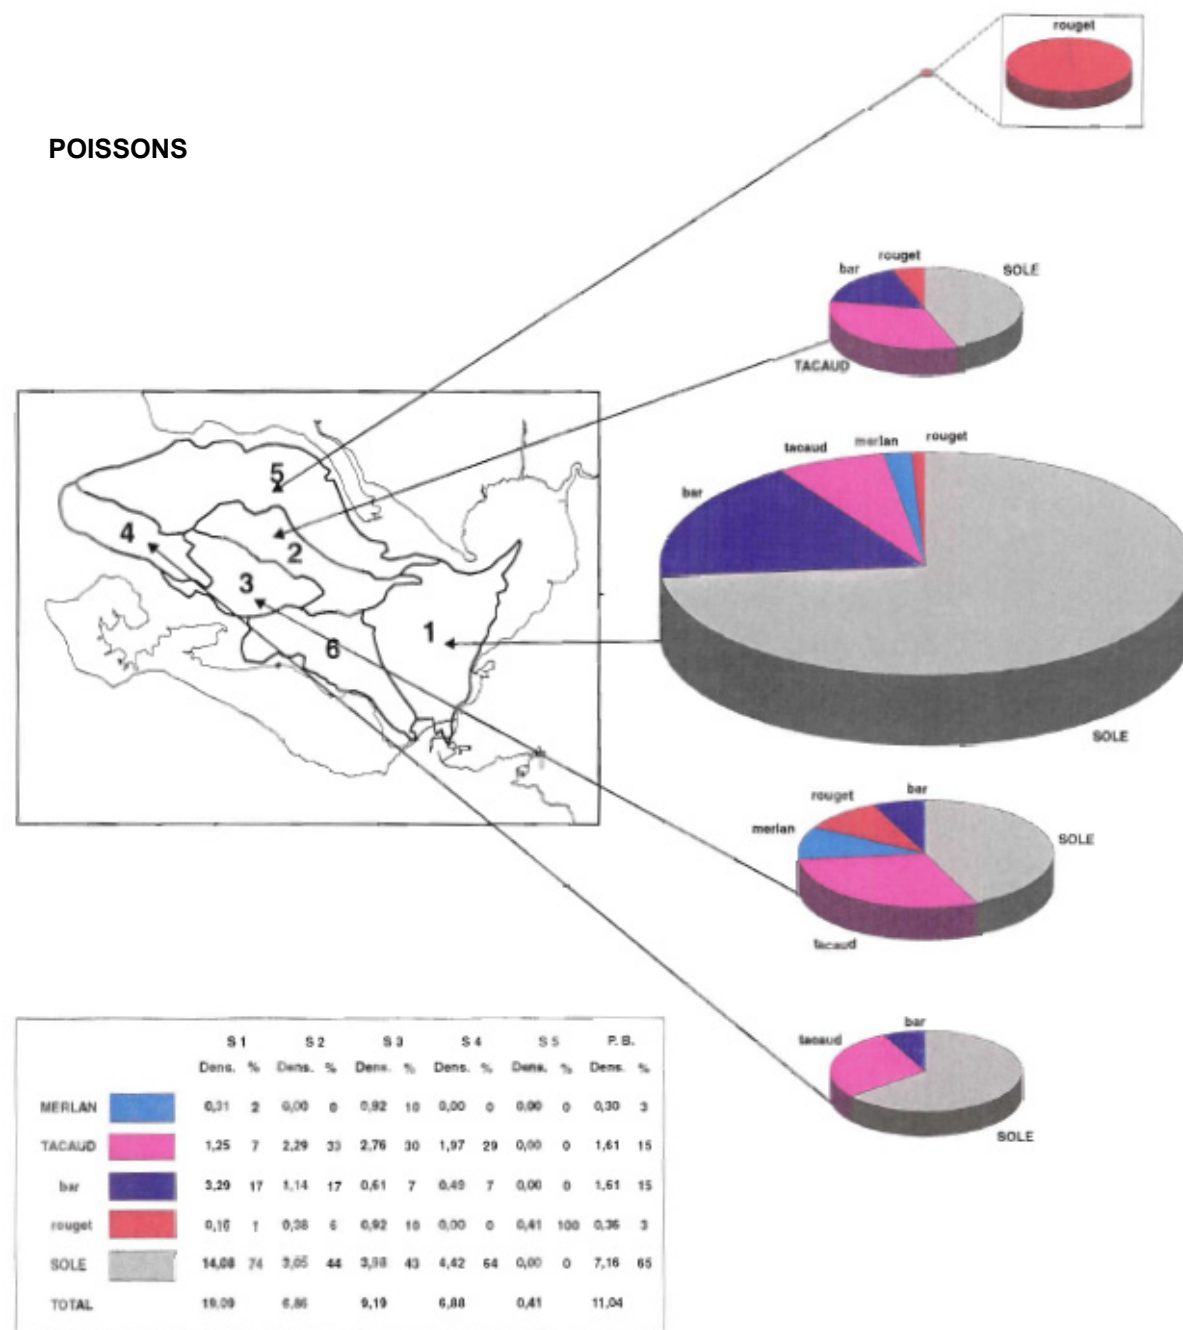 rouget
POISSONS
rouget
bar
SOLE
TACAUD
tacaud
merlan
rouget
bar
5
4
2
3
6
1
SOLE
rouget
bar
merlan
SOLE
tacaud
bar
tacaud
SOLE
S 1 S 2 S 3 S 4 S 5 P. B.
Dens. % Dens. % Dens. % Dens. % Dens. % Dens. %
MERLAN 0,31 2 0,00 0 0,92 10 0,00 0 0,00 0 0,30 3
TACAUD 1,25 7 2,29 33 2,76 30 1,97 29 0,00 0 1,61 15
bar 3,29 17 1,14 17 0,61 7 0,49 7 0,00 0 1,61 15
rouget 0,16 1 0,38 6 0,92 10 0,00 0 0,41 100 0,36 3
SOLE 14,08 74 3,05 44 3,98 43 4,42 64 0,00 0 7,16 65
TOTAL 19,09 6,86 9,19 6,88 0,41 11,04